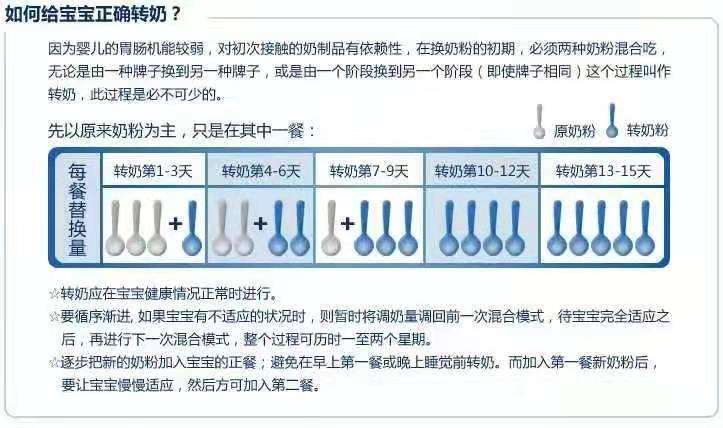 如何给宝宝正确转奶？
因为婴儿的胃肠机能较弱，对初次接触的奶制品有依赖性，在换奶粉的初期，必须两种奶粉混合吃，
无论是由一种牌子换到另一种牌子，或是由一个阶段换到另一个阶段（即使牌子相同）这个过程叫作
转奶，此过程是必不可少的。
先以原来奶粉为主，只是在其中一餐：
原奶粉 转奶粉
每餐替换量
转奶第1-3天 转奶第4-6天 转奶第7-9天 转奶第10-12天 转奶第13-15天
+ + +
☆转奶应在宝宝健康情况正常时进行。
☆要循序渐进, 如果宝宝有不适应的状况时，则暂时将调奶量调回前一次混合模式，待宝宝完全适应之
后，再进行下一次混合模式，整个过程可历时一至两个星期。
☆逐步把新的奶粉加入宝宝的正餐；避免在早上第一餐或晚上睡觉前转奶。而加入第一餐新奶粉后，
要让宝宝慢慢适应，然后方可加入第二餐。